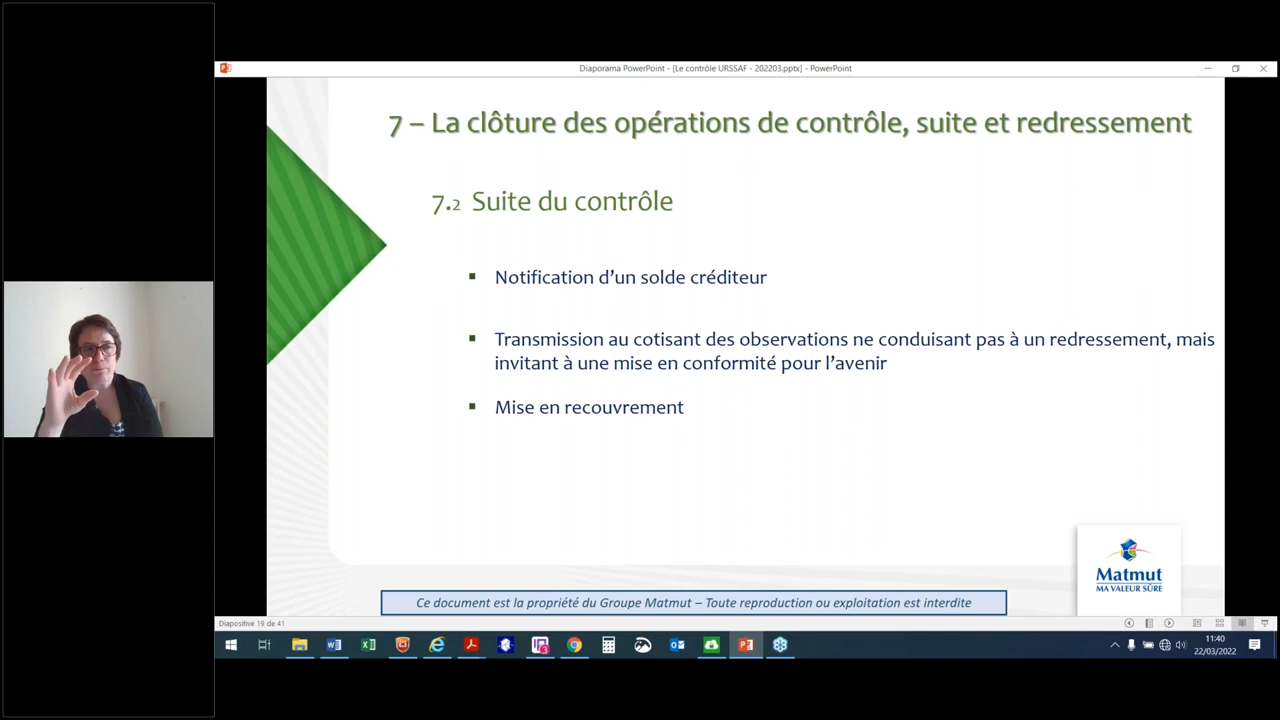 Diaporama PowerPoint - [Le contrôle URSSAF - 202203.pptx] - PowerPoint
7 – La clôture des opérations de contrôle, suite et redressement
7.2 Suite du contrôle
▪ Notification d’un solde créditeur
▪ Transmission au cotisant des observations ne conduisant pas à un redressement, mais
invitant à une mise en conformité pour l’avenir
▪ Mise en recouvrement
Matmut
MA VALEUR SÛRE
Ce document est la propriété du Groupe Matmut – Toute reproduction ou exploitation est interdite
Diapositive 19 de 41
11:40
22/03/2022